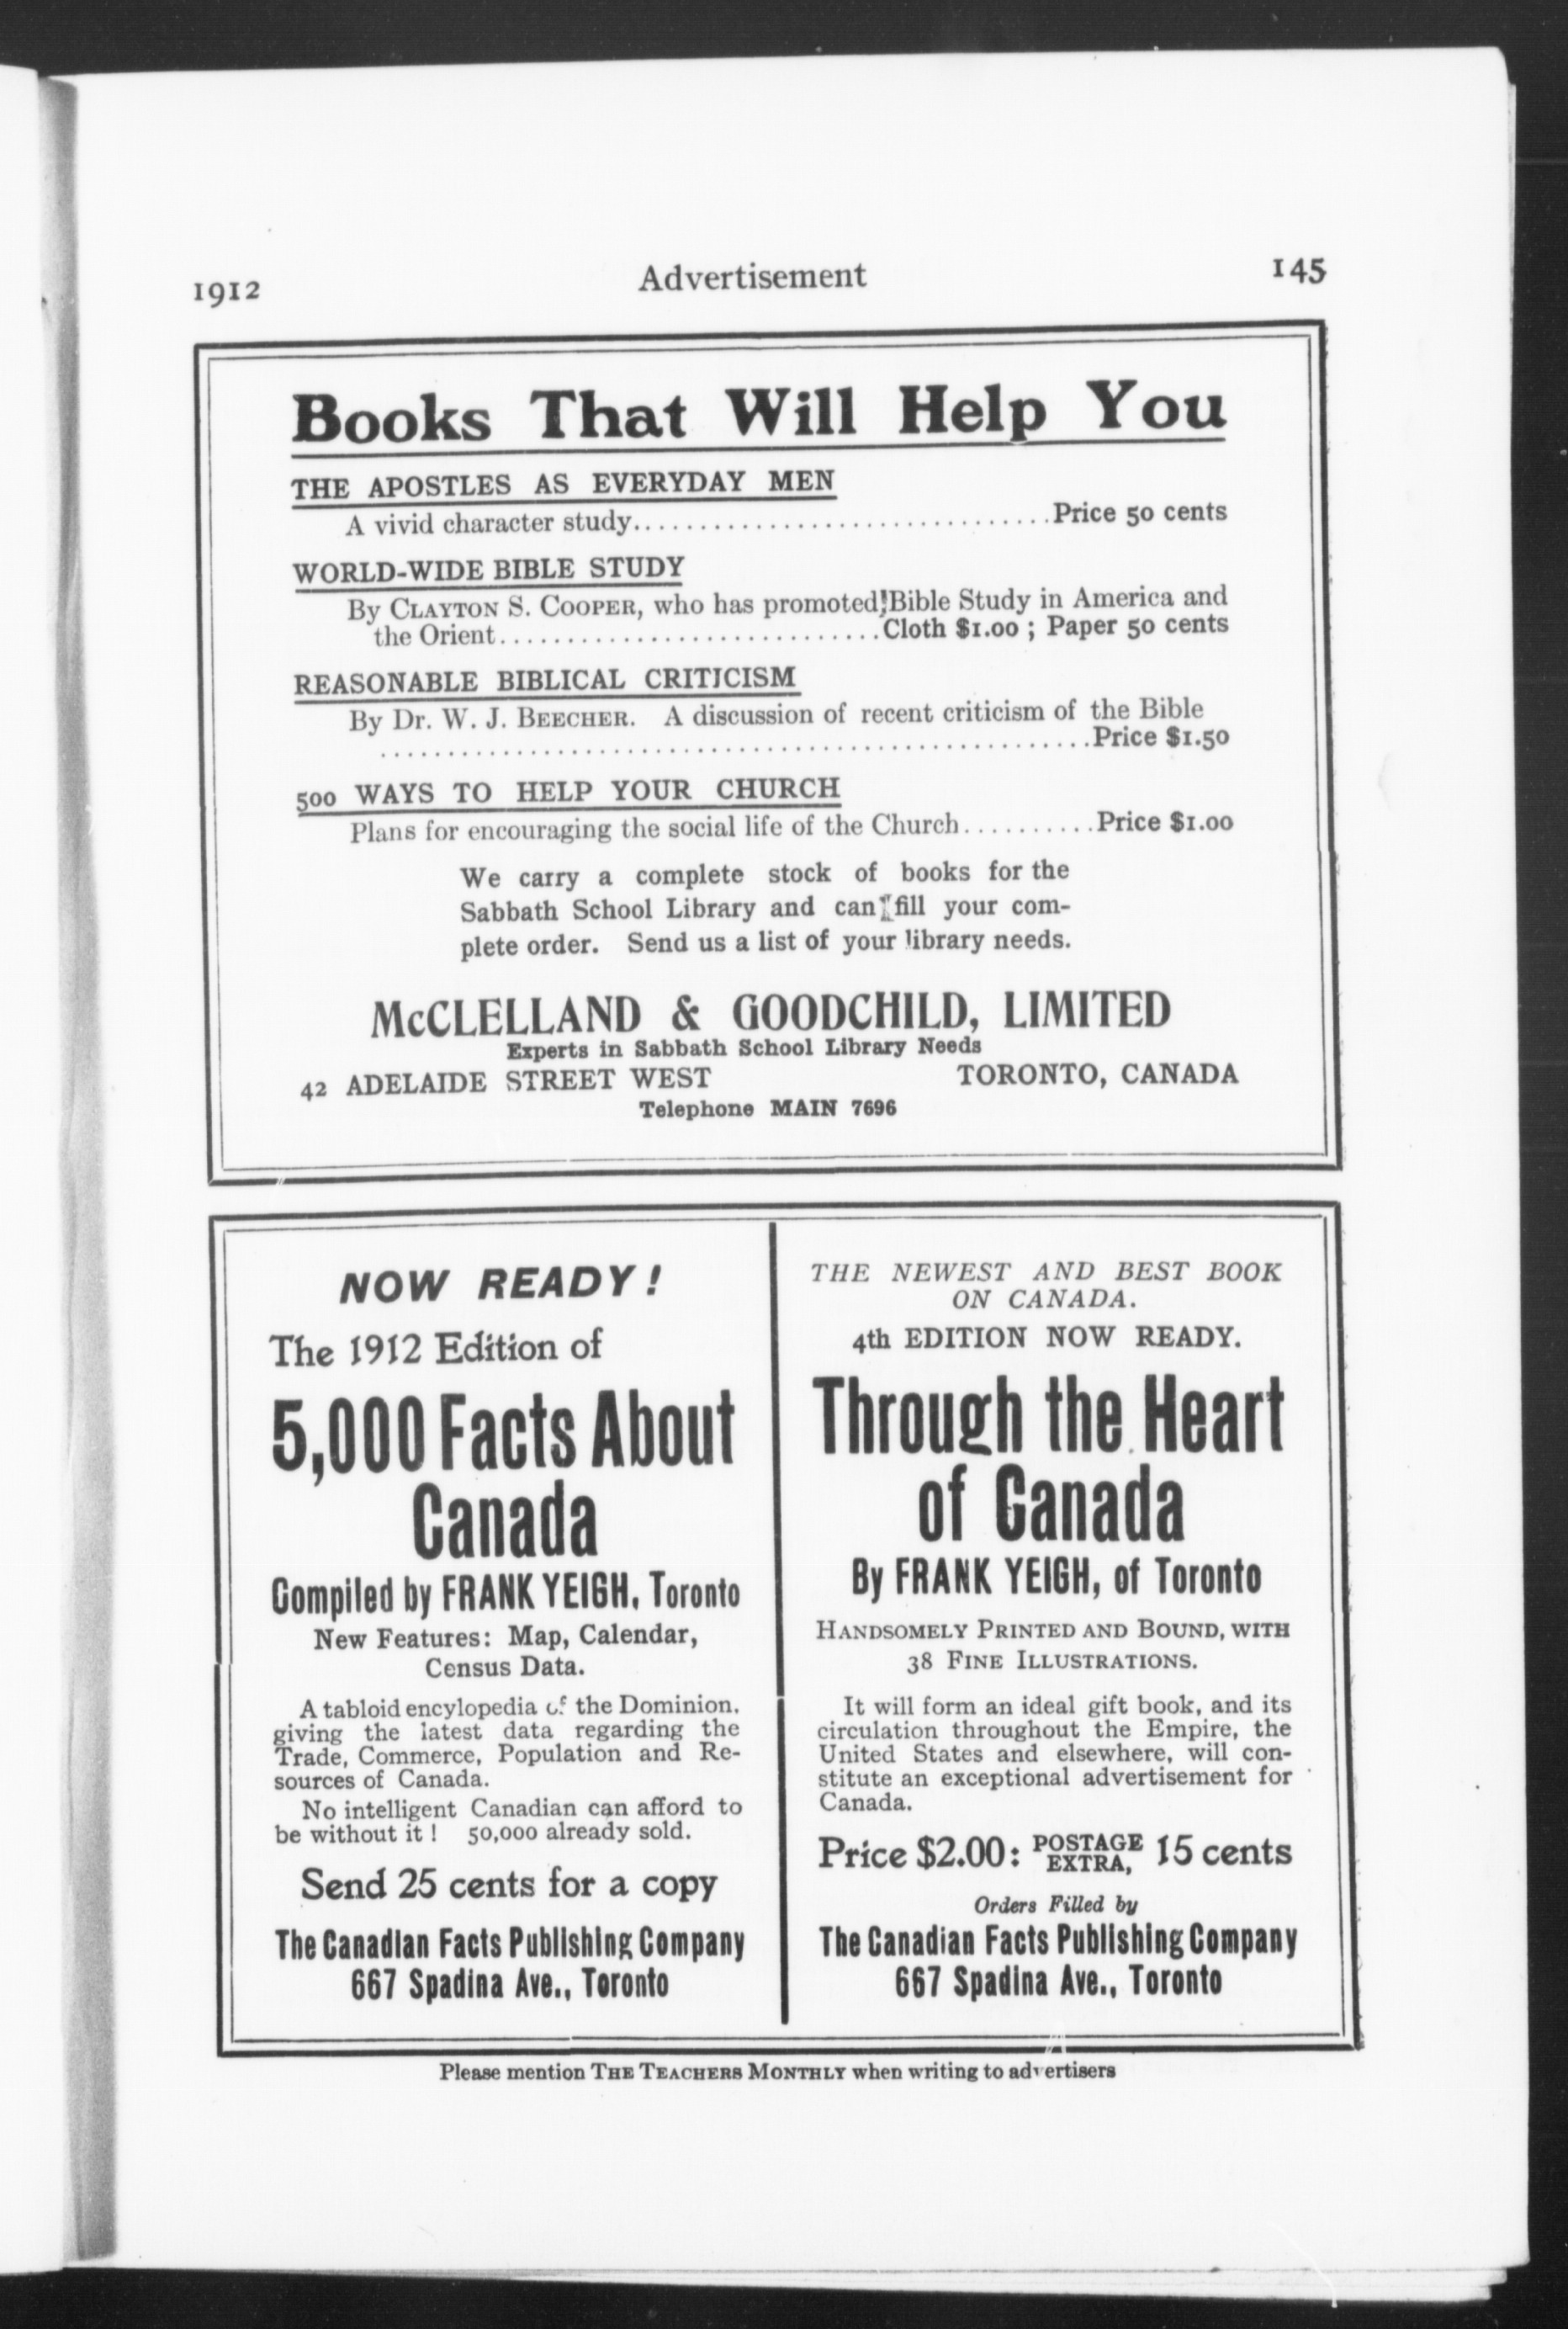 1912 Advertisement 145
Books That Will Help You
THE APOSTLES AS EVERYDAY MEN
A vivid character study............................... Price 50 cents
WORLD-WIDE BIBLE STUDY
By CLAYTON S. COOPER, who has promoted Bible Study in America and
the Orient............................. Cloth $1.00 ; Paper 50 cents
REASONABLE BIBLICAL CRITICISM
By Dr. W. J. BEECHER. A discussion of recent criticism of the Bible
..................................................... Price $1.50
500 WAYS TO HELP YOUR CHURCH
Plans for encouraging the social life of the Church.......... Price $1.00
We carry a complete stock of books for the
Sabbath School Library and can fill your com-
plete order. Send us a list of your library needs.
McCLELLAND & GOODCHILD, LIMITED
Experts in Sabbath School Library Needs
42 ADELAIDE STREET WEST TORONTO, CANADA
Telephone MAIN 7696
NOW READY!
The 1912 Edition of
5,000 Facts About
Canada
Compiled by FRANK YEIGH, Toronto
New Features: Map, Calendar,
Census Data.
A tabloid encylopedia of the Dominion,
giving the latest data regarding the
Trade, Commerce, Population and Re-
sources of Canada.
No intelligent Canadian can afford to
be without it ! 50,000 already sold.
Send 25 cents for a copy
The Canadian Facts Publishing Company
667 Spadina Ave., Toronto
THE NEWEST AND BEST BOOK
ON CANADA.
4th EDITION NOW READY.
Through the Heart
of Canada
By FRANK YEIGH, of Toronto
HANDSOMELY PRINTED AND BOUND, WITH
38 FINE ILLUSTRATIONS.
It will form an ideal gift book, and its
circulation throughout the Empire, the
United States and elsewhere, will con-
stitute an exceptional advertisement for
Canada.
Price $2.00: POSTAGE EXTRA, 15 cents
Orders Filled by
The Canadian Facts Publishing Company
667 Spadina Ave., Toronto
Please mention THE TEACHERS MONTHLY when writing to advertisers